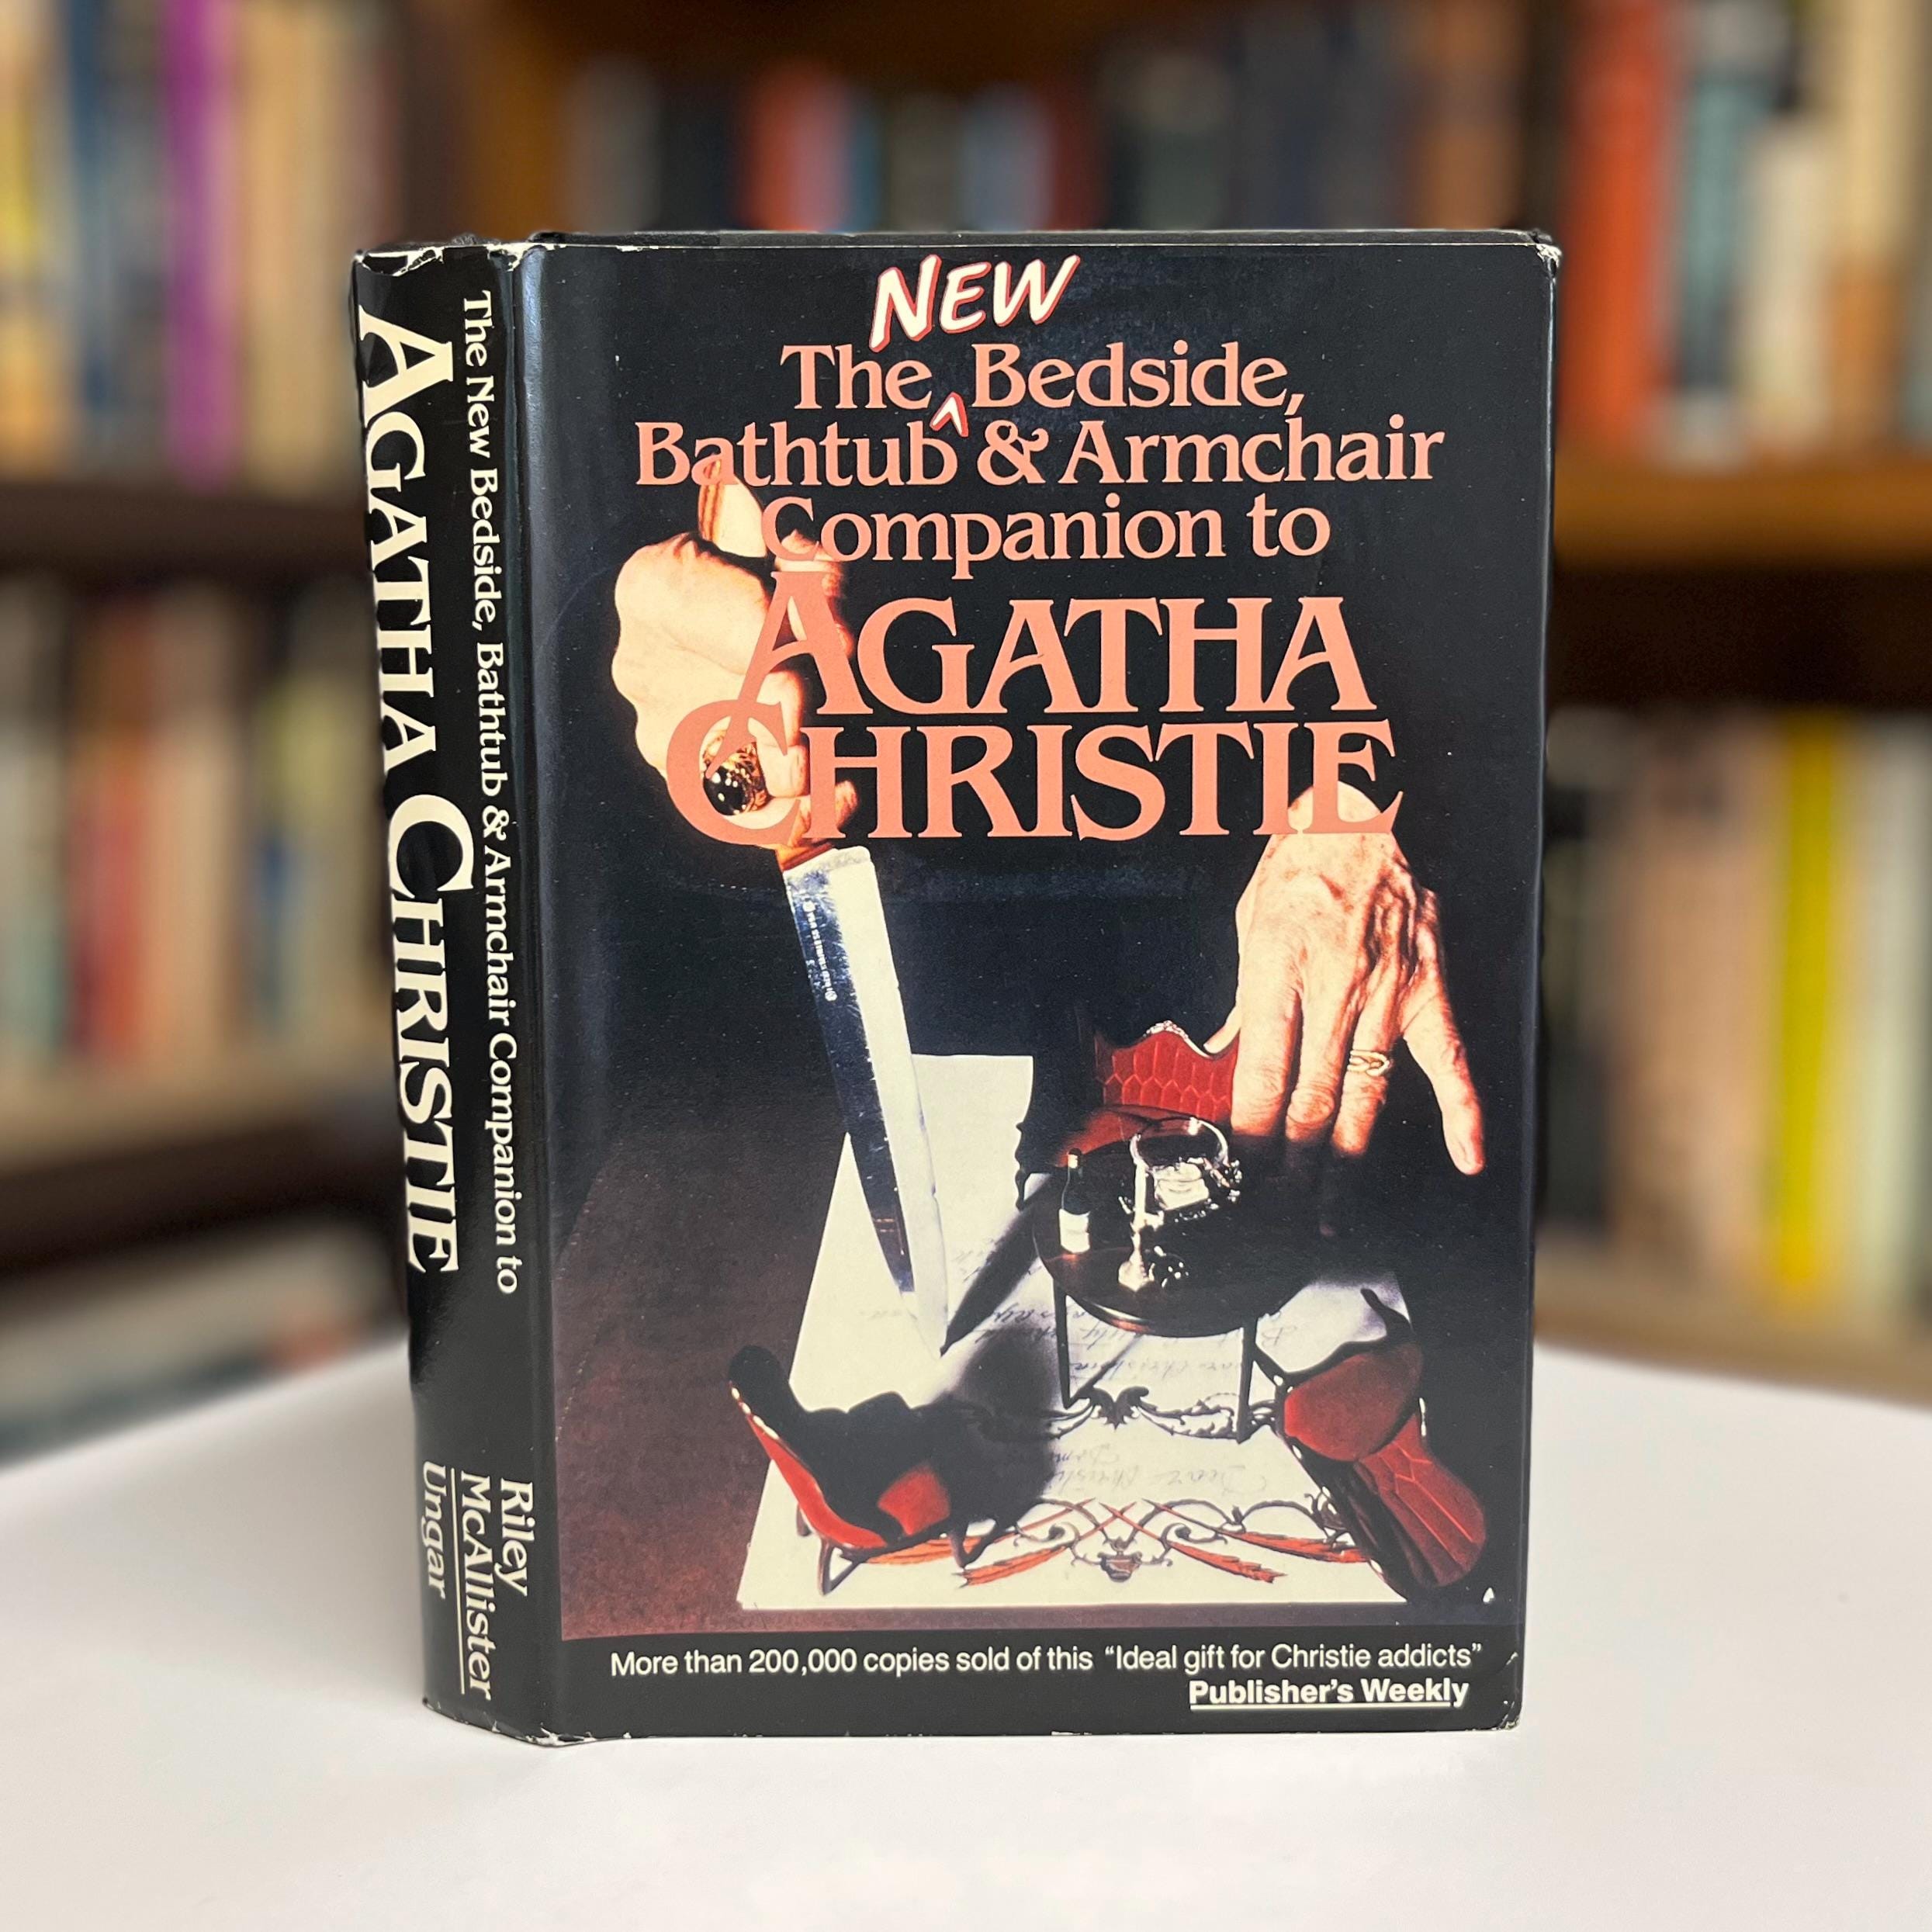 The New Bedside, Bathtub & Armchair Companion to
AGATHA CHRISTIE
Riley
McAllister
Ungar
NEW
The ^ Bedside,
Bathtub & Armchair
Companion to
AGATHA
CHRISTIE
More than 200,000 copies sold of this “Ideal gift for Christie addicts”
Publisher’s Weekly